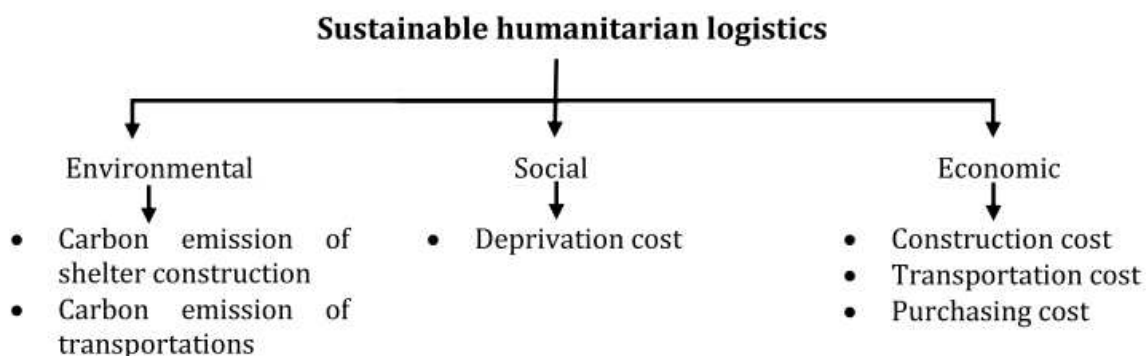 Sustainable humanitarian logistics
Environmental
Social
Economic
• Carbon emission of
shelter construction
• Carbon emission of
transportations
• Deprivation cost
• Construction cost
• Transportation cost
• Purchasing cost